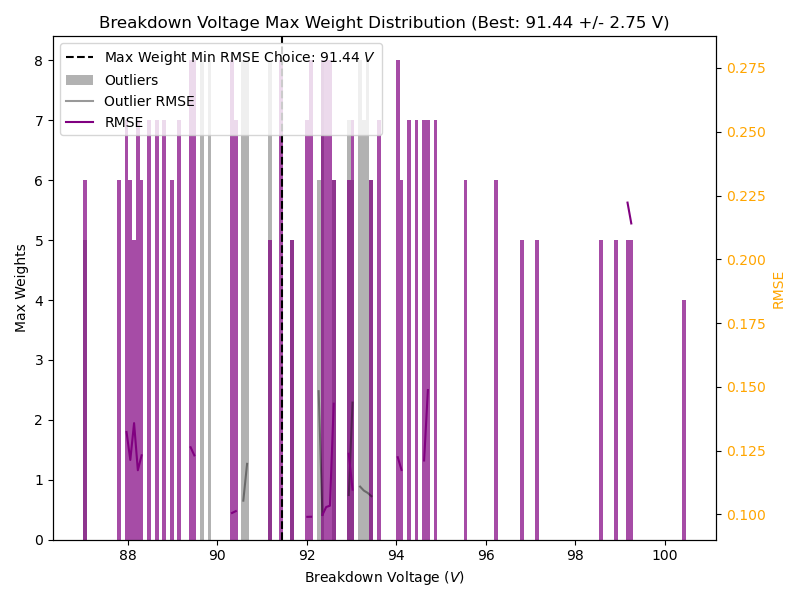 Breakdown Voltage Max Weight Distribution (Best: 91.44 +/- 2.75 V)
Max Weight Min RMSE Choice: 91.44 V
Outliers
Outlier RMSE
RMSE
Max Weights
8
7
6
5
4
3
2
1
0
0.275
0.250
0.225
0.200
0.175
0.150
0.125
0.100
RMSE
88 90 92 94 96 98 100
Breakdown Voltage (V)